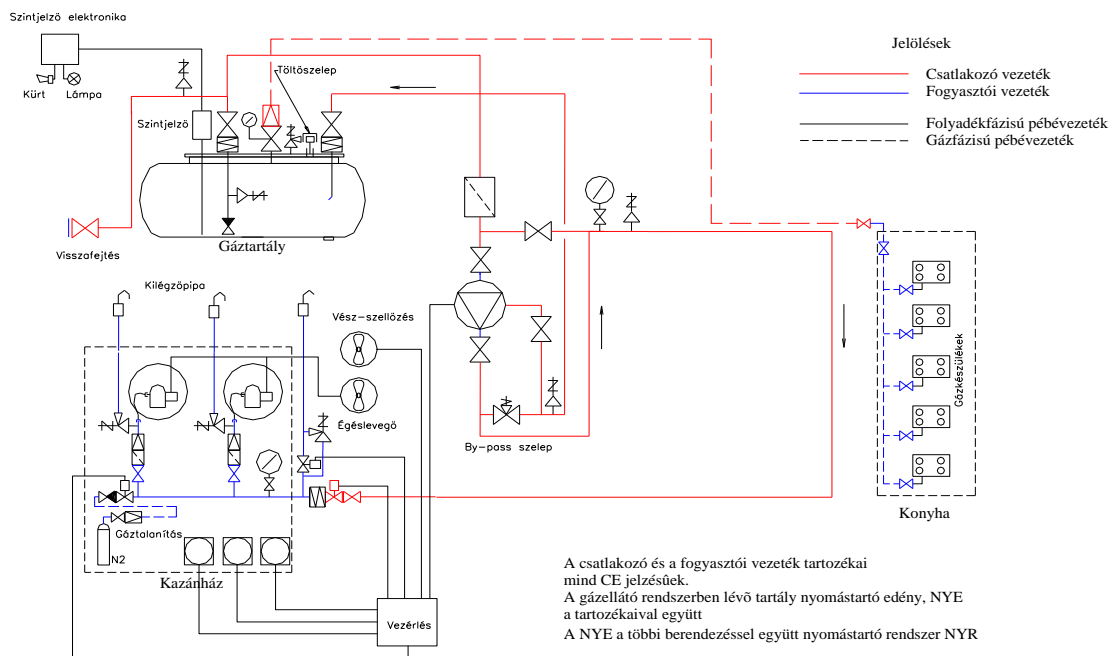 Szintjelző elektronika
Kürt
Lámpa
Töltőszelep
Szintjelző
Gáztartály
Visszafejtés
Jelölések
Csatlakozó vezeték
Fogyasztói vezeték
Folyadékfázisú pébévezeték
Gázfázisú pébévezeték
Kilégzőpipa
Vész-szellőzés
Égéslevegő
By-pass szelep
Gázkészülékek
Konyha
Gáztalanítás
N2
Kazánház
Vezérlés
A csatlakozó és a fogyasztói vezeték tartozékai
mind CE jelzésûek.
A gázellátó rendszerben lévõ tartály nyomástartó edény, NYE
a tartozékaival együtt
A NYE a többi berendezéssel együtt nyomástartó rendszer NYR